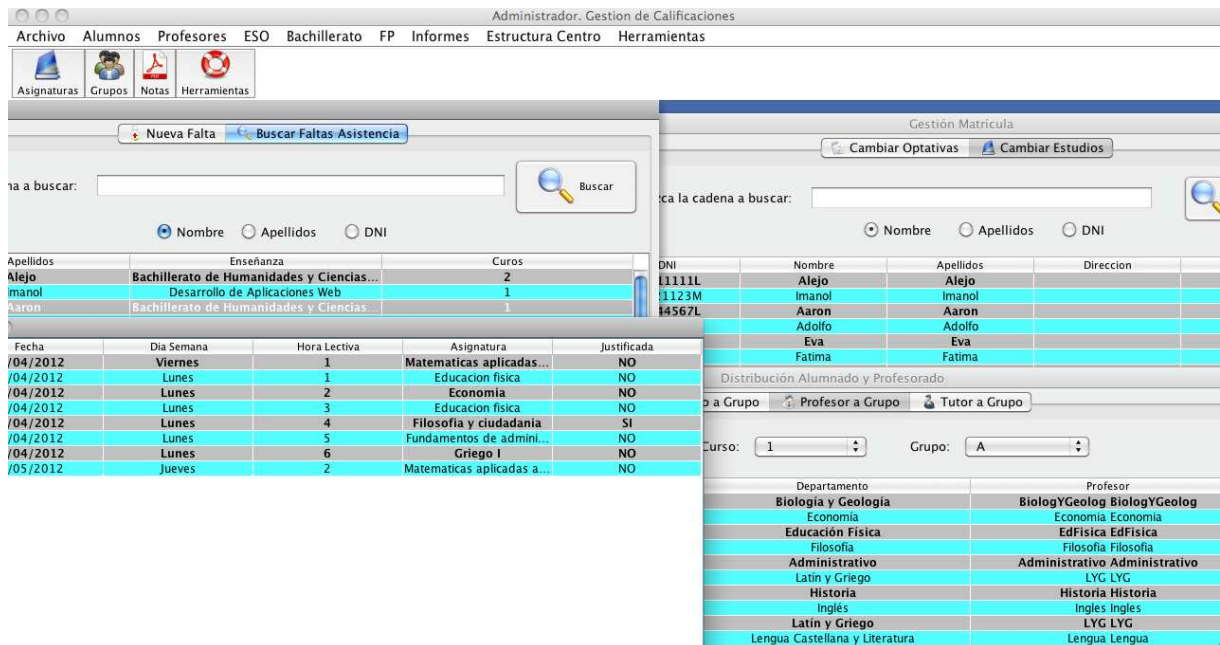 Administrador. Gestion de Calificaciones
Archivo Alumnos Profesores ESO Bachillerato FP Informes Estructura Centro Herramientas
Asignaturas Grupos Notas Herramientas
Nueva Falta Buscar Faltas Asistencia
na a buscar: Buscar
Nombre Apellidos DNI
Apellidos Enseñanza Curos
Alejo Bachillerato de Humanidades y Ciencias... 2
manol Desarrollo de Aplicaciones Web 1
Aaron Bachillerato de Humanidades y Ciencias... 1
Gestión Matricula
Cambiar Optativas Cambiar Estudios
zca la cadena a buscar:
Nombre Apellidos DNI
DNI Nombre Apellidos Direccion
11111L Alejo Alejo
1123M Imanol Imanol
44567L Aaron Aaron
Adolfo Adolfo
Eva Eva
Fatima Fatima
Fecha Dia Semana Hora Lectiva Asignatura Justificada
/04/2012 Viernes 1 Matematicas aplicadas... NO
/04/2012 Lunes 1 Educacion fisica NO
/04/2012 Lunes 2 Economia NO
/04/2012 Lunes 3 Educacion fisica NO
/04/2012 Lunes 4 Filosofia y ciudadania SI
/04/2012 Lunes 5 Fundamentos de admini... NO
/04/2012 Lunes 6 Griego I NO
/05/2012 Jueves 2 Matematicas aplicadas a... NO
Distribución Alumnado y Profesorado
o a Grupo Profesor a Grupo Tutor a Grupo
Curso: 1 Grupo: A
Departamento Profesor
Biología y Geología BiologYGeolog BiologYGeolog
Economía Economia Economia
Educación Física EdFisica EdFisica
Filosofía Filosofia Filosofia
Administrativo Administrativo Administrativo
Latín y Griego LYG LYG
Historia Historia Historia
Inglés Ingles Ingles
Latín y Griego LYG LYG
Lengua Castellana y Literatura Lengua Lengua